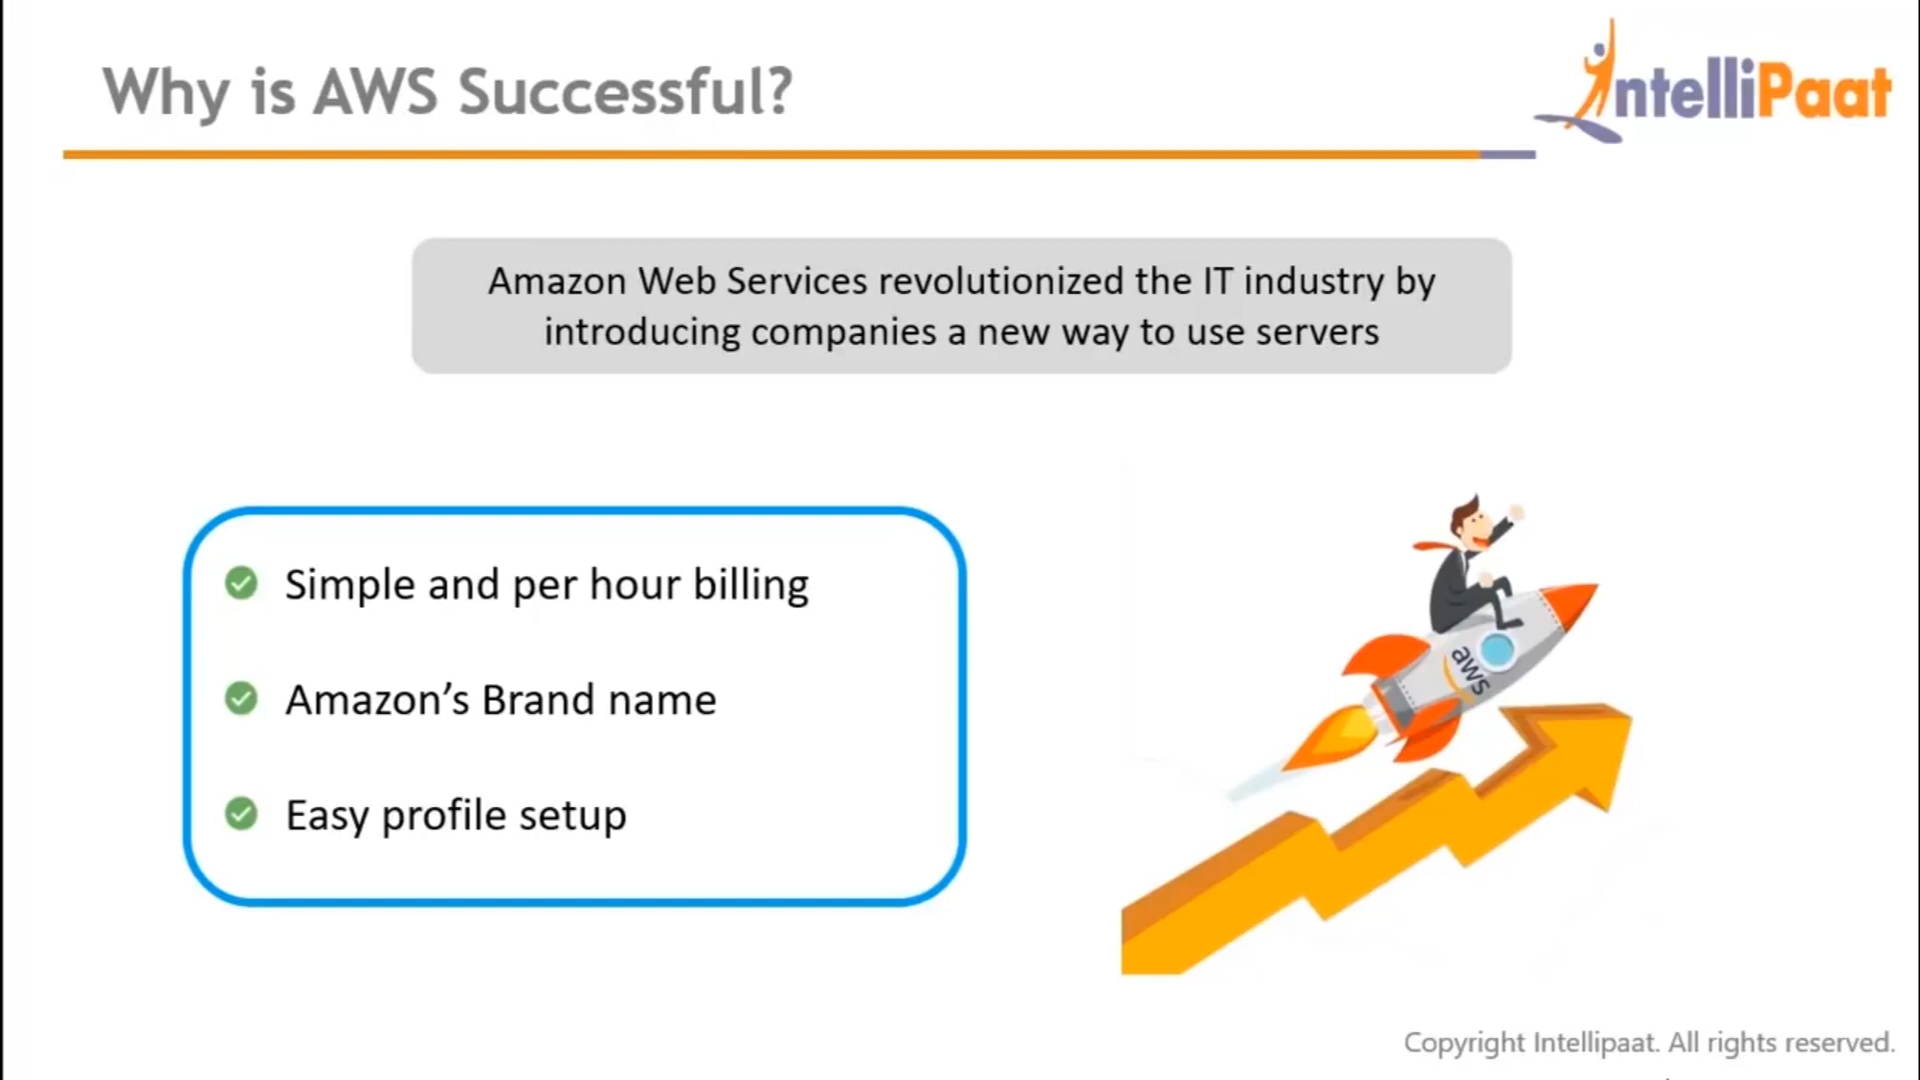 Why is AWS Successful?
IntelliPaat
Amazon Web Services revolutionized the IT industry by
introducing companies a new way to use servers
Simple and per hour billing
Amazon’s Brand name
Easy profile setup
aws
Copyright Intellipaat. All rights reserved.